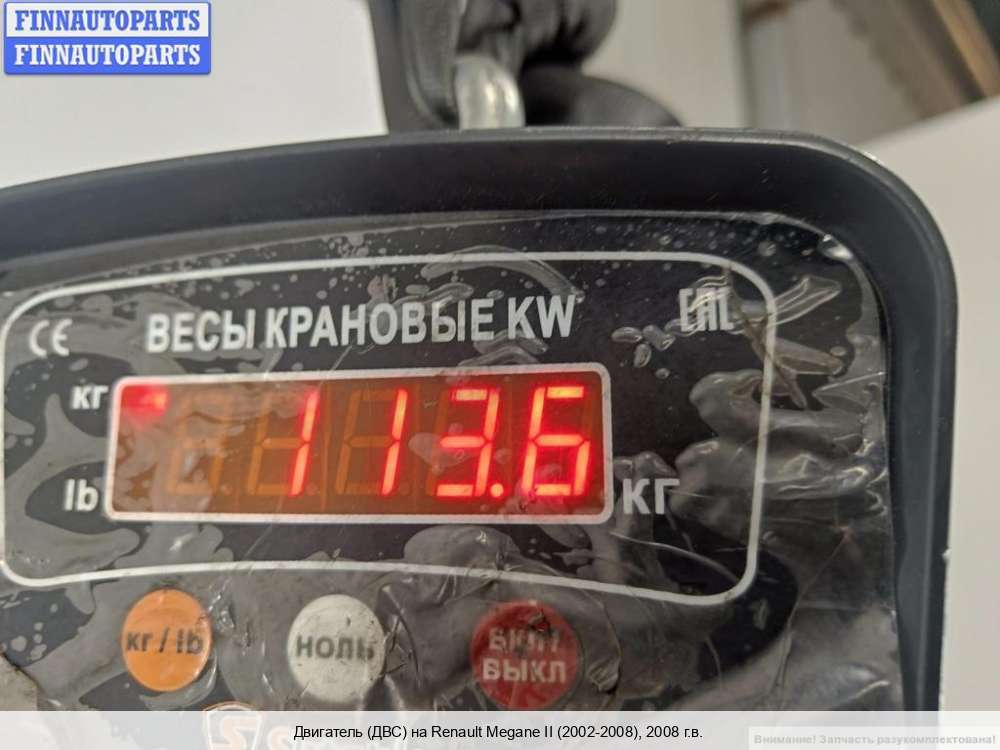 FINNAUTOPARTS
FINNAUTOPARTS
CE
ВЕСЫ КРАНОВЫЕ KW
EAC
кг
lb
113.6
КГ
кг / lb
НОЛЬ
ВКЛ
ВЫКЛ
Двигатель (ДВС) на Renault Megane II (2002-2008), 2008 г.в.
Внимание! Запчасть разукомплектована!